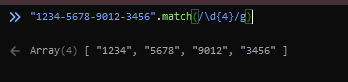 » "1234-5678-9012-3456".match(/\d{4}/g)
← Array(4) [ "1234", "5678", "9012", "3456" ]